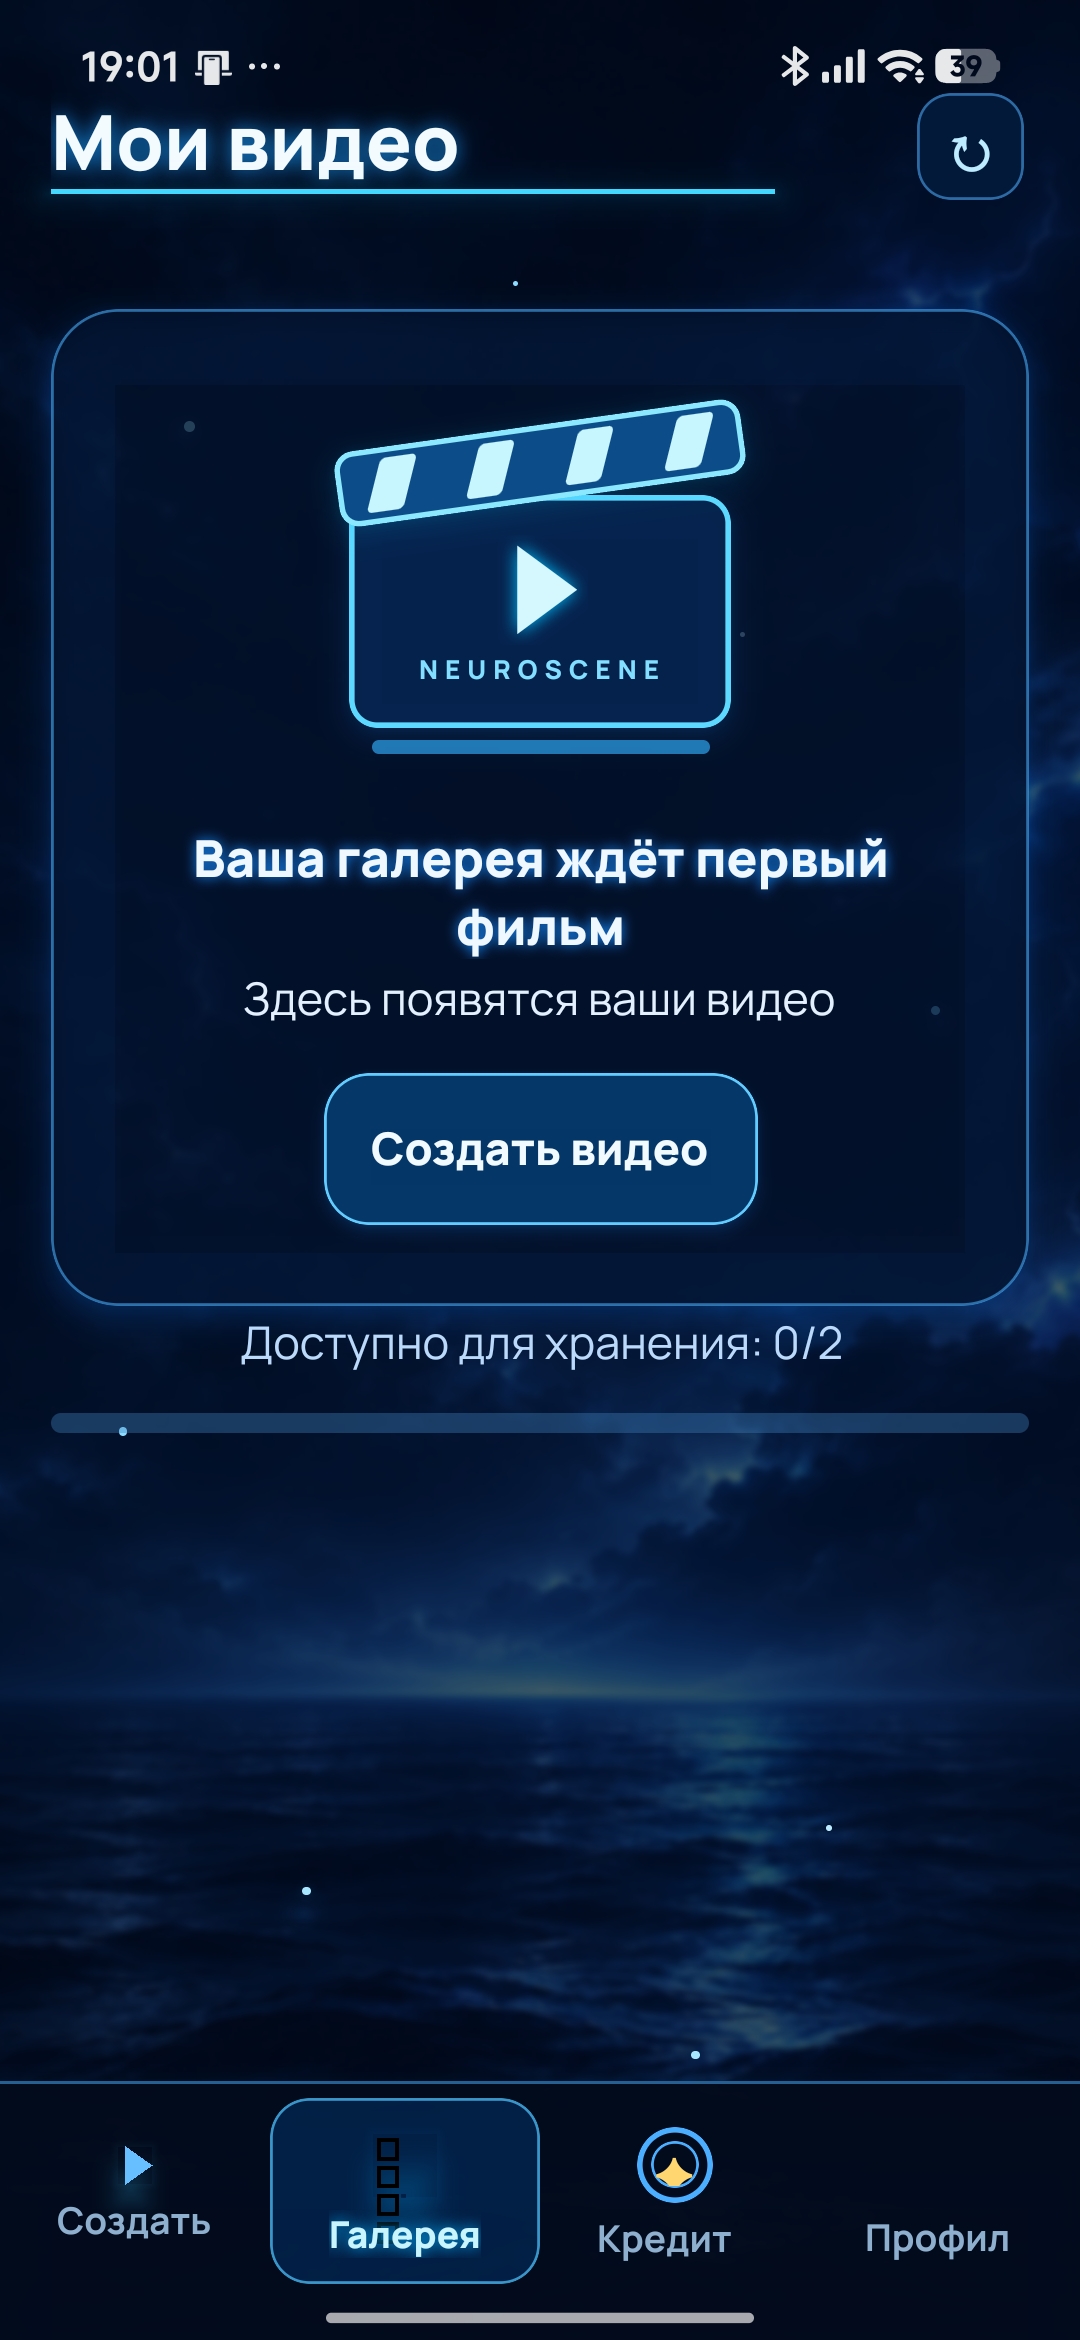 19:01
39
Мои видео
NEUROSCENE
Ваша галерея ждёт первый
фильм
Здесь появятся ваши видео
Создать видео
Доступно для хранения: 0/2
Создать
Галерея
Кредит
Профил